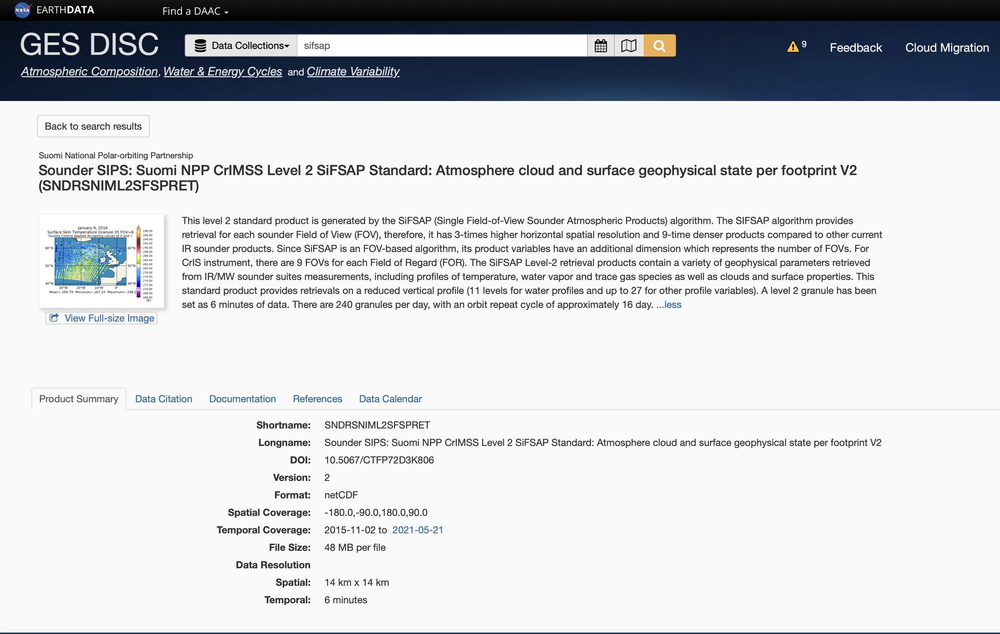 NASA EARTHDATA Find a DAAC
GES DISC Data Collections sifsap 9 Feedback Cloud Migration
Atmospheric Composition, Water & Energy Cycles and Climate Variability
Back to search results
Suomi National Polar-orbiting Partnership
Sounder SIPS: Suomi NPP CrIMSS Level 2 SiFSAP Standard: Atmosphere cloud and surface geophysical state per footprint V2
(SNDRSNIML2SFSPRET)
January 8, 2016
Surface Skin Temperature Granule 35 FOV=6
Quality Control Applied Accepting values of 0 and 1
298.00
296.00
294.00
292.00
290.00
288.00
286.00
284.00
282.00
280.00
278.00
276.00
274.00
272.00
270.00
268.00
266.00
(K)
60°N 60°N
50°N 50°N
40°N 40°N
30°W 20°W 10°W 0°
Mean= 280.79 Minimum= 267.15 Maximum= 298.2
View Full-size Image
This level 2 standard product is generated by the SiFSAP (Single Field-of-View Sounder Atmospheric Products) algorithm. The SIFSAP algorithm provides
retrieval for each sounder Field of View (FOV), therefore, it has 3-times higher horizontal spatial resolution and 9-time denser products compared to other current
IR sounder products. Since SiFSAP is an FOV-based algorithm, its product variables have an additional dimension which represents the number of FOVs. For
CrIS instrument, there are 9 FOVs for each Field of Regard (FOR). The SiFSAP Level-2 retrieval products contain a variety of geophysical parameters retrieved
from IR/MW sounder suites measurements, including profiles of temperature, water vapor and trace gas species as well as clouds and surface properties. This
standard product provides retrievals on a reduced vertical profile (11 levels for water profiles and up to 27 for other profile variables). A level 2 granule has been
set as 6 minutes of data. There are 240 granules per day, with an orbit repeat cycle of approximately 16 day. ...less
Product Summary Data Citation Documentation References Data Calendar
Shortname: SNDRSNIML2SFSPRET
Longname: Sounder SIPS: Suomi NPP CrIMSS Level 2 SiFSAP Standard: Atmosphere cloud and surface geophysical state per footprint V2
DOI: 10.5067/CTFP72D3K806
Version: 2
Format: netCDF
Spatial Coverage: -180.0,-90.0,180.0,90.0
Temporal Coverage: 2015-11-02 to 2021-05-21
File Size: 48 MB per file
Data Resolution
Spatial: 14 km x 14 km
Temporal: 6 minutes